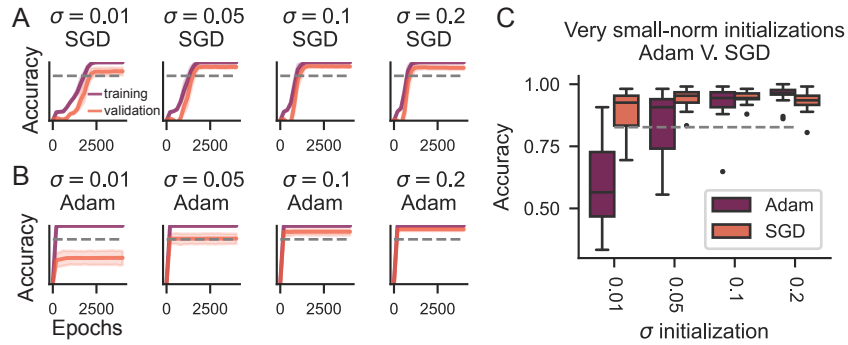 A
σ = 0.01
SGD
σ = 0.05
SGD
σ = 0.1
SGD
σ = 0.2
SGD
Accuracy
training
validation
0
2500
0
2500
0
2500
0
2500
B
σ = 0.01
Adam
σ = 0.05
Adam
σ = 0.1
Adam
σ = 0.2
Adam
Accuracy
0
2500
0
2500
0
2500
0
2500
Epochs
C
Very small-norm initializations
Adam V. SGD
Accuracy
1.00
0.75
0.50
Adam
SGD
0.01
0.05
0.1
0.2
σ initialization